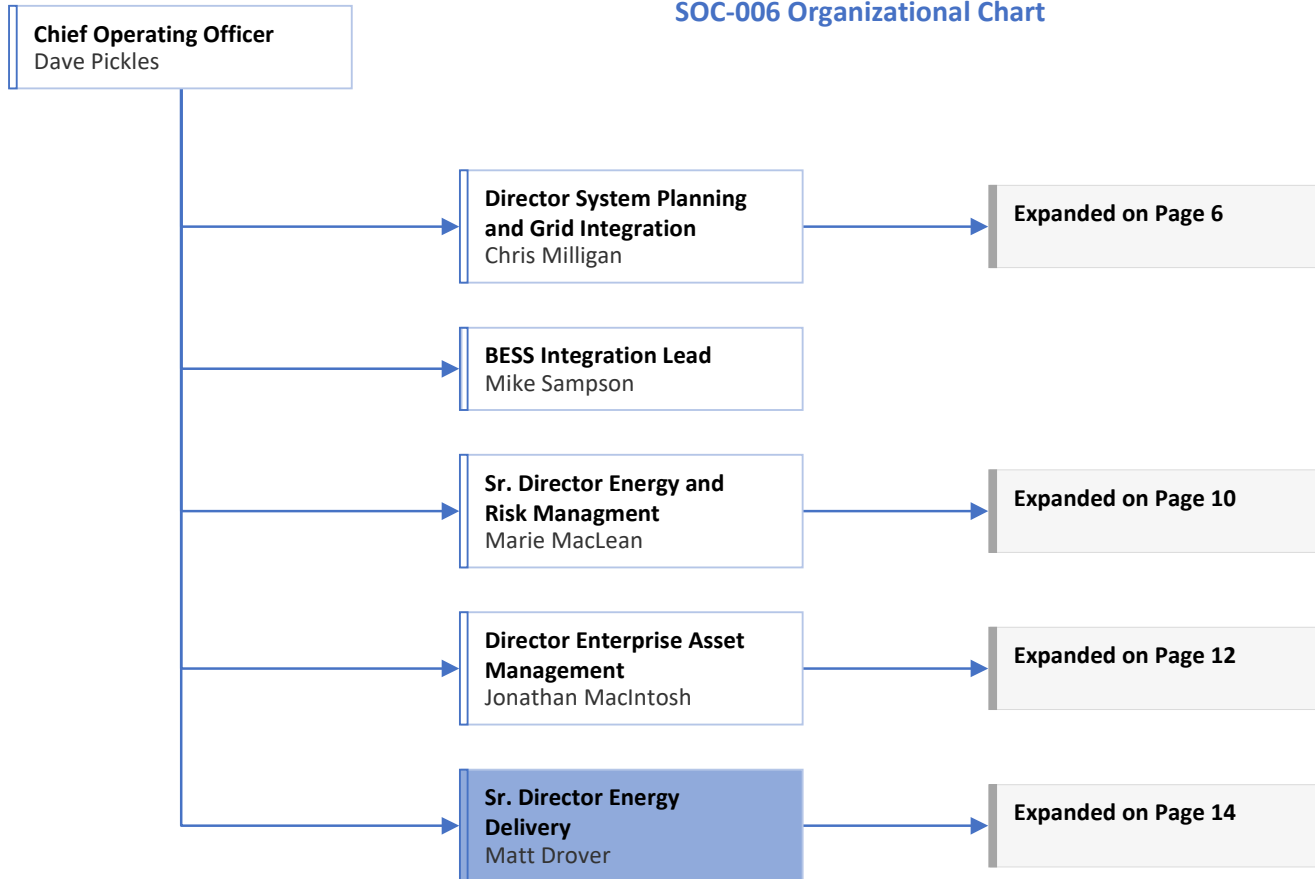 SOC-006 Organizational Chart
Chief Operating Officer
Dave Pickles
Director System Planning
and Grid Integration
Chris Milligan
Expanded on Page 6
BESS Integration Lead
Mike Sampson
Sr. Director Energy and
Risk Managment
Marie MacLean
Expanded on Page 10
Director Enterprise Asset
Management
Jonathan MacIntosh
Expanded on Page 12
Sr. Director Energy
Delivery
Matt Drover
Expanded on Page 14